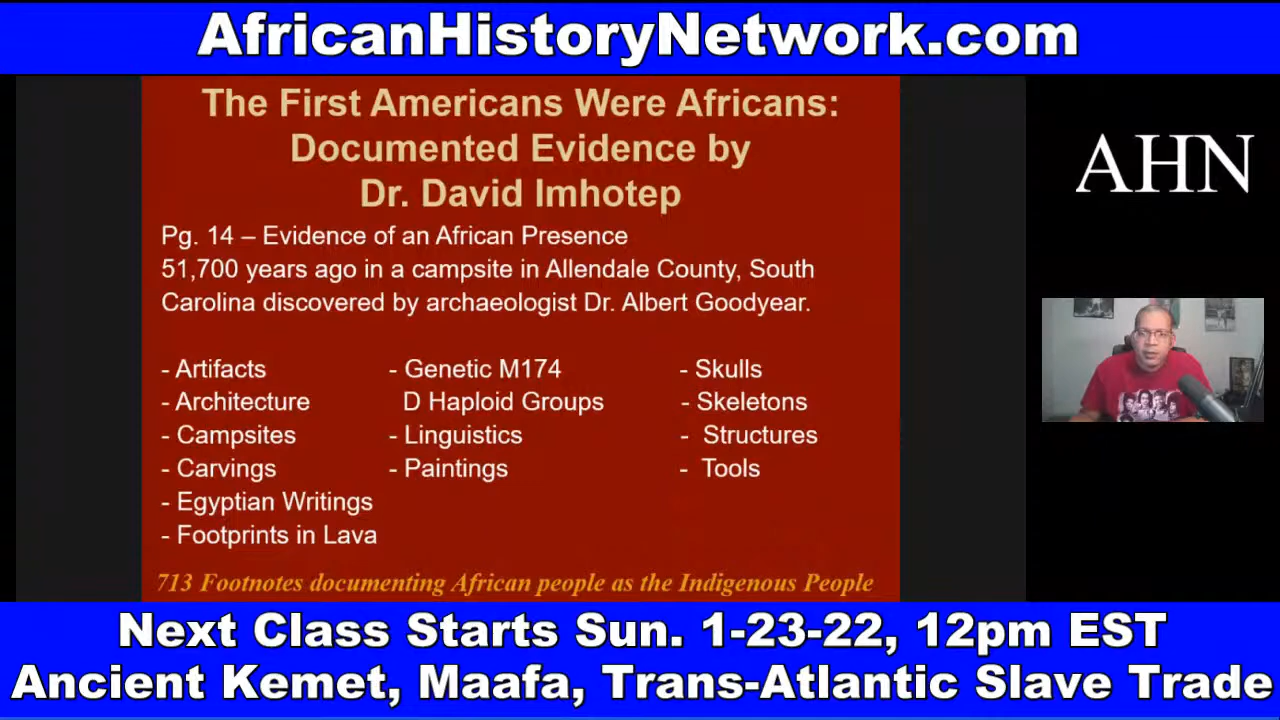 AfricanHistoryNetwork.com
The First Americans Were Africans:
Documented Evidence by
Dr. David Imhotep
Pg. 14 – Evidence of an African Presence
51,700 years ago in a campsite in Allendale County, South
Carolina discovered by archaeologist Dr. Albert Goodyear.
- Artifacts
- Architecture
- Campsites
- Carvings
- Egyptian Writings
- Footprints in Lava
- Genetic M174
D Haploid Groups
- Linguistics
- Paintings
- Skulls
- Skeletons
- Structures
- Tools
713 Footnotes documenting African people as the Indigenous People
AHN
Next Class Starts Sun. 1-23-22, 12pm EST
Ancient Kemet, Maafa, Trans-Atlantic Slave Trade